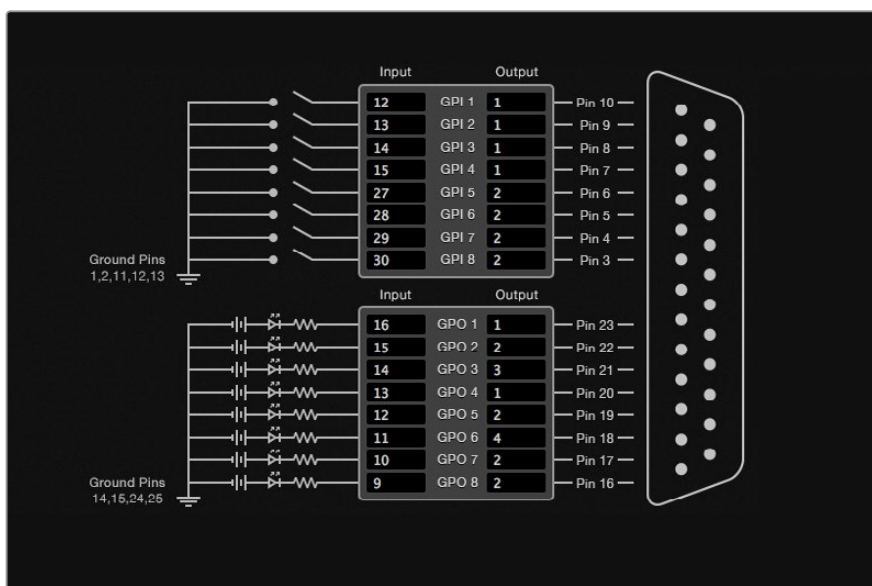 Input Output
12 GPI 1 1 Pin 10
13 GPI 2 1 Pin 9
14 GPI 3 1 Pin 8
15 GPI 4 1 Pin 7
27 GPI 5 2 Pin 6
28 GPI 6 2 Pin 5
29 GPI 7 2 Pin 4
30 GPI 8 2 Pin 3
Ground Pins
1,2,11,12,13
Input Output
16 GPO 1 1 Pin 23
15 GPO 2 2 Pin 22
14 GPO 3 3 Pin 21
13 GPO 4 1 Pin 20
12 GPO 5 2 Pin 19
11 GPO 6 4 Pin 18
10 GPO 7 2 Pin 17
9 GPO 8 2 Pin 16
Ground Pins
14,15,24,25